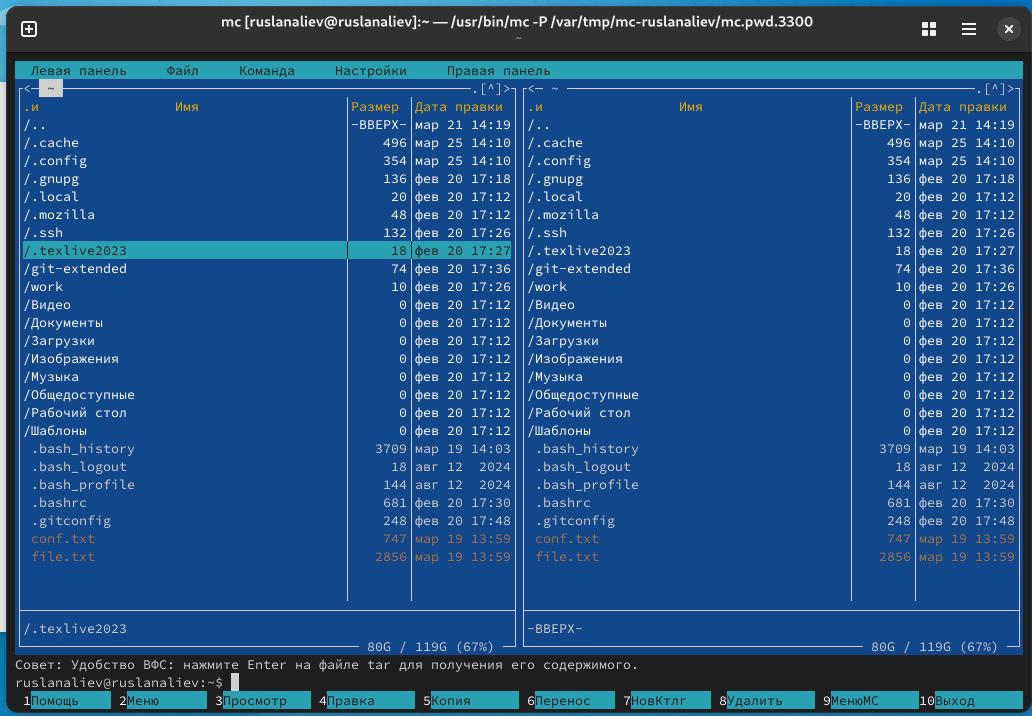 mc [ruslanaliev@ruslanaliev]:~ — /usr/bin/mc -P /var/tmp/mc-ruslanaliev/mc.pwd.3300
~
Левая панель Файл Команда Настройки Правая панель
<- ~ .[^]> <- ~ .[^]>
.и Имя Размер Дата правки .и Имя Размер Дата правки
/.. -ВВЕРХ- мар 21 14:19 /.. -ВВЕРХ- мар 21 14:19
/.cache 496 мар 25 14:10 /.cache 496 мар 25 14:10
/.config 354 мар 25 14:10 /.config 354 мар 25 14:10
/.gnupg 136 фев 20 17:18 /.gnupg 136 фев 20 17:18
/.local 20 фев 20 17:12 /.local 20 фев 20 17:12
/.mozilla 48 фев 20 17:12 /.mozilla 48 фев 20 17:12
/.ssh 132 фев 20 17:26 /.ssh 132 фев 20 17:26
/.texlive2023 18 фев 20 17:27 /.texlive2023 18 фев 20 17:27
/git-extended 74 фев 20 17:36 /git-extended 74 фев 20 17:36
/work 10 фев 20 17:26 /work 10 фев 20 17:26
/Видео 0 фев 20 17:12 /Видео 0 фев 20 17:12
/Документы 0 фев 20 17:12 /Документы 0 фев 20 17:12
/Загрузки 0 фев 20 17:12 /Загрузки 0 фев 20 17:12
/Изображения 0 фев 20 17:12 /Изображения 0 фев 20 17:12
/Музыка 0 фев 20 17:12 /Музыка 0 фев 20 17:12
/Общедоступные 0 фев 20 17:12 /Общедоступные 0 фев 20 17:12
/Рабочий стол 0 фев 20 17:12 /Рабочий стол 0 фев 20 17:12
/Шаблоны 0 фев 20 17:12 /Шаблоны 0 фев 20 17:12
.bash_history 3709 мар 19 14:03 .bash_history 3709 мар 19 14:03
.bash_logout 18 авг 12 2024 .bash_logout 18 авг 12 2024
.bash_profile 144 авг 12 2024 .bash_profile 144 авг 12 2024
.bashrc 681 фев 20 17:30 .bashrc 681 фев 20 17:30
.gitconfig 248 фев 20 17:48 .gitconfig 248 фев 20 17:48
conf.txt 747 мар 19 13:59 conf.txt 747 мар 19 13:59
file.txt 2856 мар 19 13:59 file.txt 2856 мар 19 13:59
/.texlive2023 -ВВЕРХ-
80G / 119G (67%) 80G / 119G (67%)
Совет: Удобство ВФС: нажмите Enter на файле tar для получения его содержимого.
ruslanaliev@ruslanaliev:~$
1Помощь 2Меню 3Просмотр 4Правка 5Копия 6Перенос 7НовКтлг 8Удалить 9МенюМС 10Выход